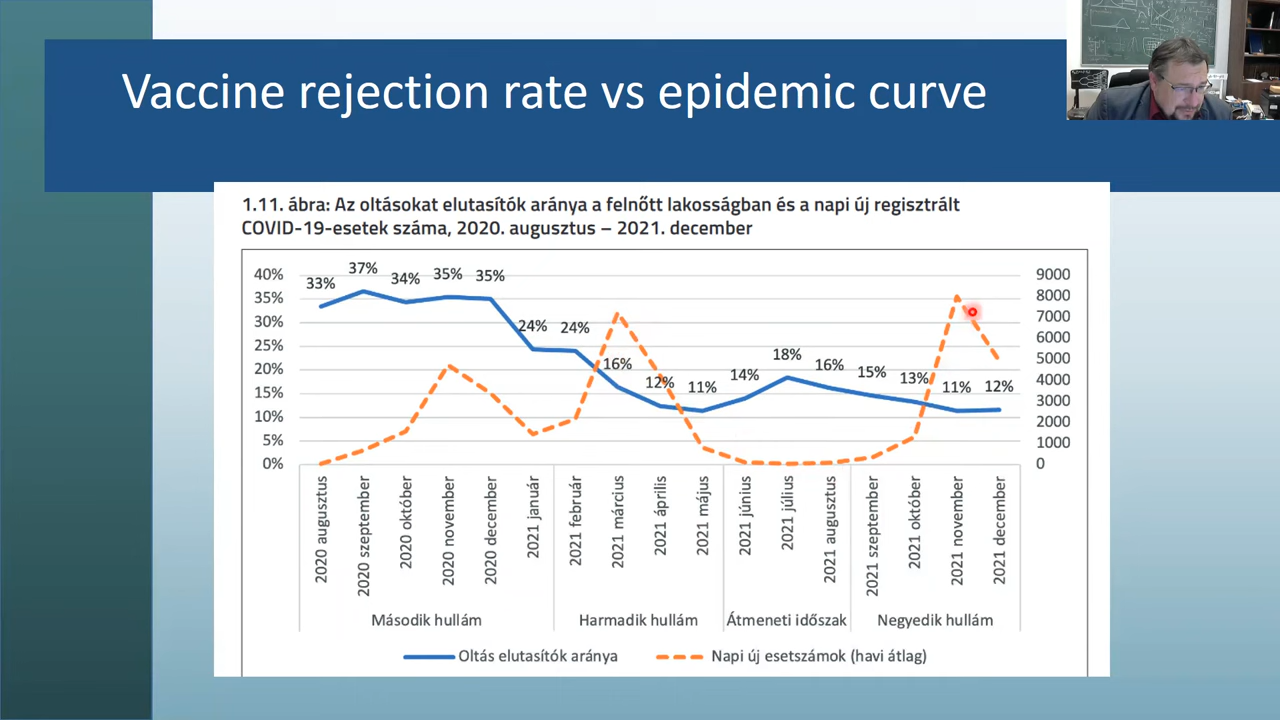 Vaccine rejection rate vs epidemic curve
1.11. ábra: Az oltásokat elutasítók aránya a felnőtt lakosságban és a napi új regisztrált
COVID-19-esetek száma, 2020. augusztus – 2021. december
40%
35%
30%
25%
20%
15%
10%
5%
0%
33%
37%
34%
35%
35%
24%
24%
16%
12%
11%
14%
18%
16%
15%
13%
11%
12%
9000
8000
7000
6000
5000
4000
3000
2000
1000
0
2020 augusztus
2020 szeptember
2020 október
2020 november
2020 december
2021 január
2021 február
2021 március
2021 április
2021 május
2021 június
2021 július
2021 augusztus
2021 szeptember
2021 október
2021 november
2021 december
Második hullám
Harmadik hullám
Átmeneti időszak
Negyedik hullám
Oltás elutasítók aránya
Napi új esetszámok (havi átlag)